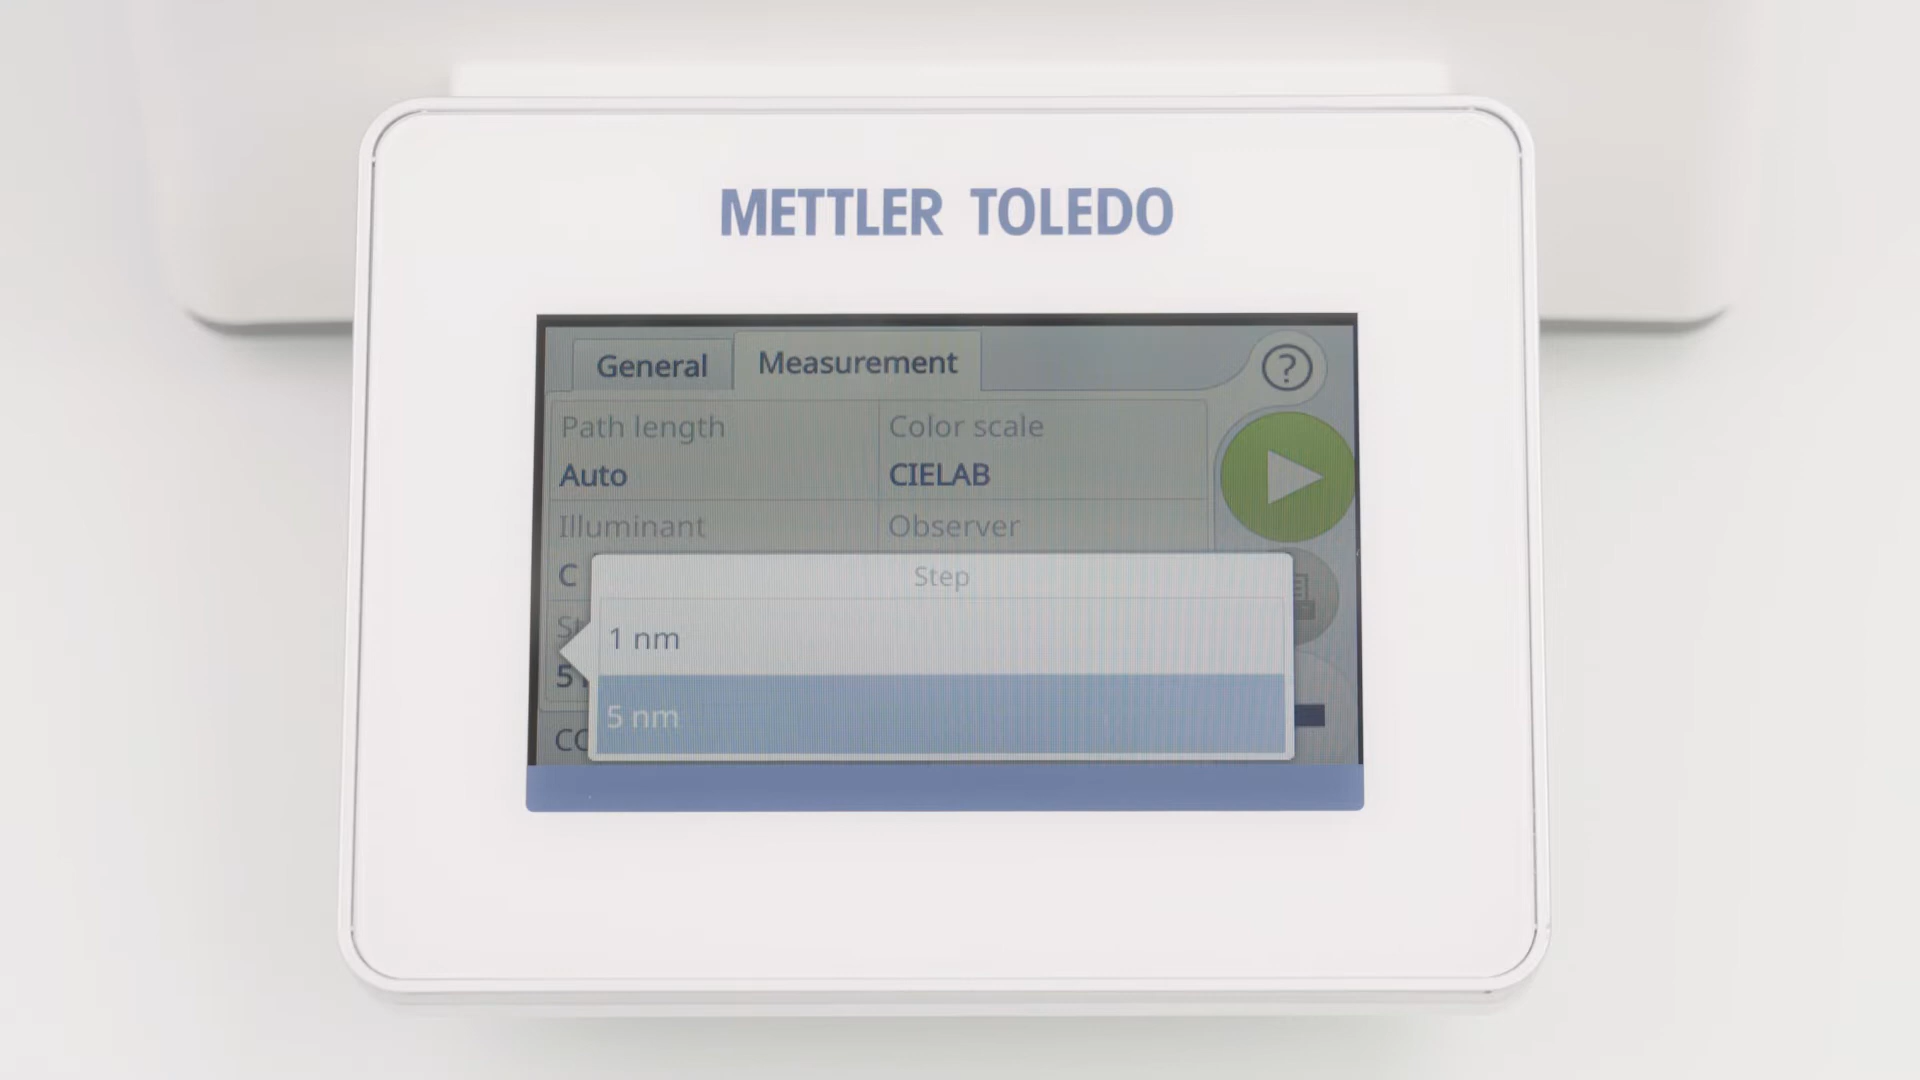 METTLER TOLEDO
General Measurement ?
Path length Color scale
Auto CIELAB
Illuminant Observer
C
Step
1 nm
5 nm